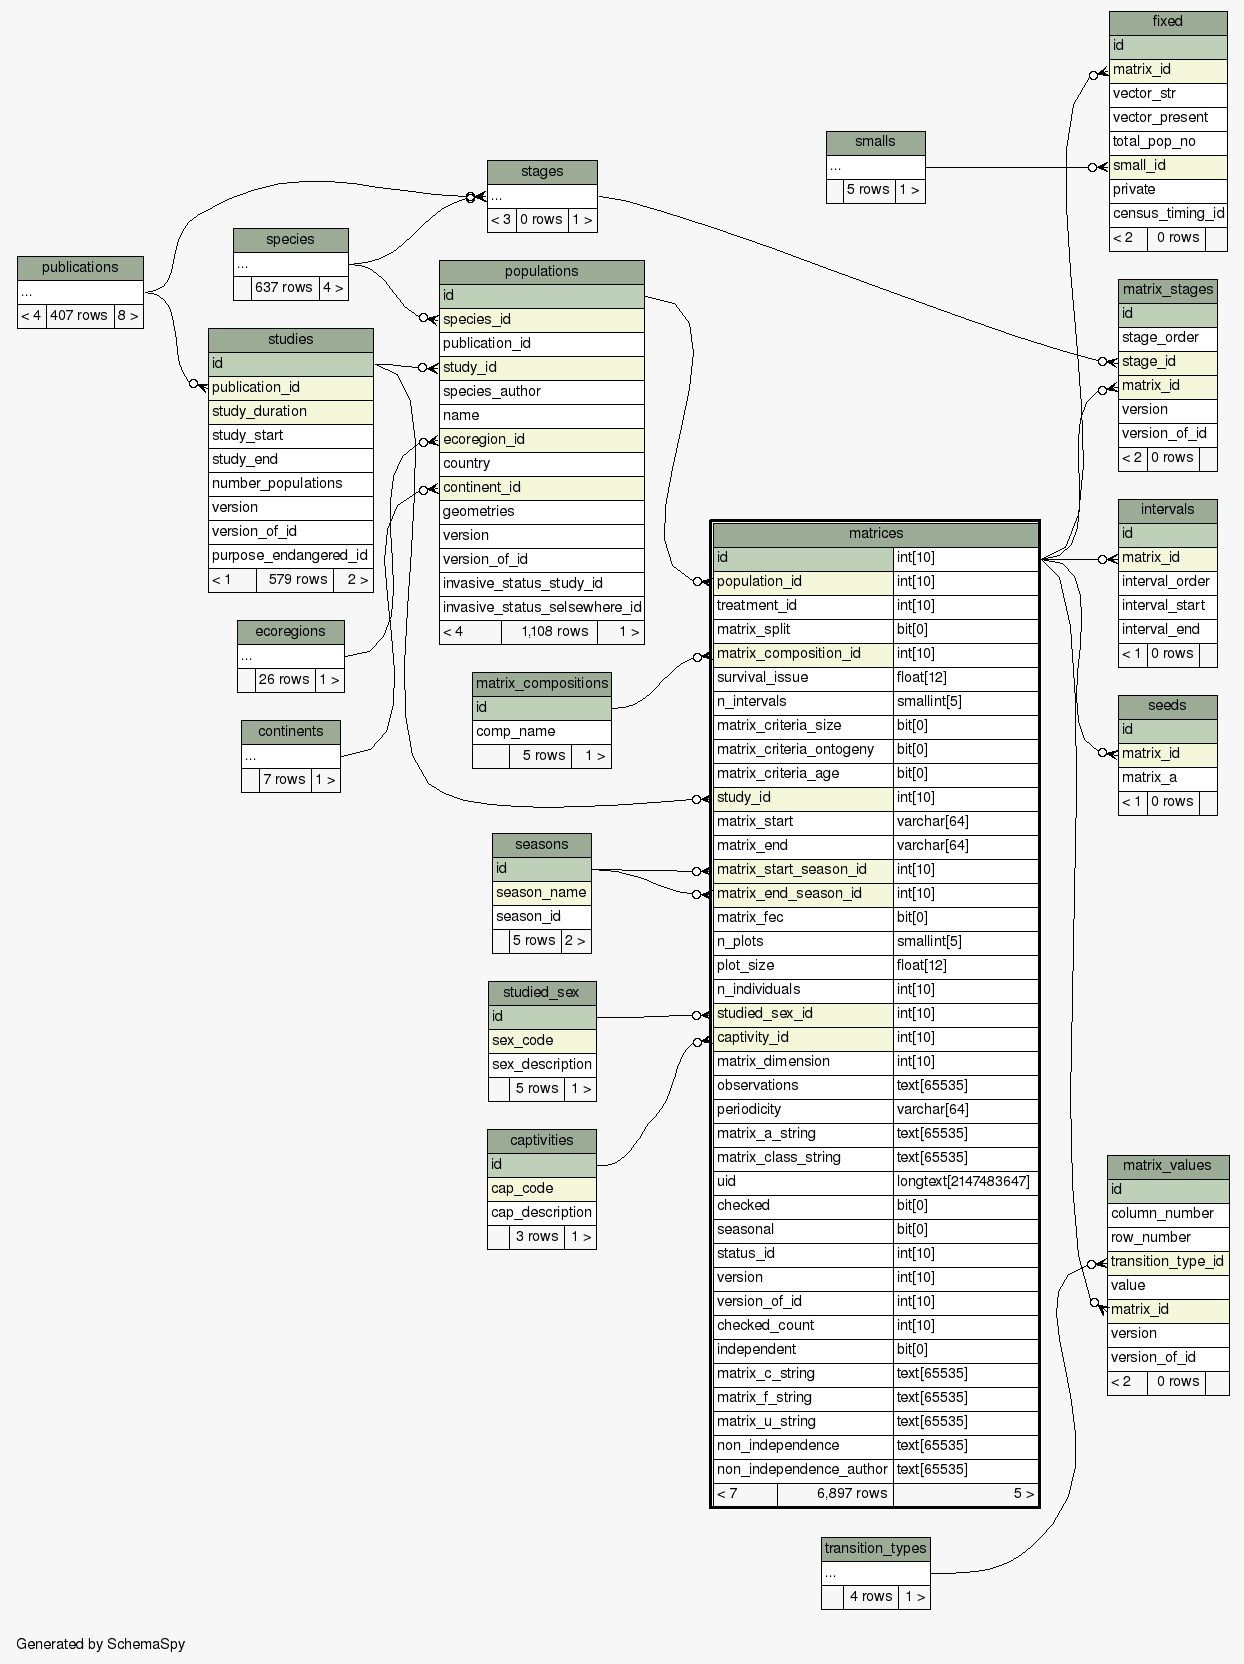 fixed
id
matrix_id
vector_str
vector_present
total_pop_no
small_id
private
census_timing_id
< 2 0 rows
smalls
...
5 rows 1 >
stages
...
< 3 0 rows 1 >
species
...
637 rows 4 >
publications
...
< 4 407 rows 8 >
populations
id
species_id
publication_id
study_id
species_author
name
ecoregion_id
country
continent_id
geometries
version
version_of_id
invasive_status_study_id
invasive_status_selsewhere_id
< 4 1,108 rows 1 >
studies
id
publication_id
study_duration
study_start
study_end
number_populations
version
version_of_id
purpose_endangered_id
< 1 579 rows 2 >
matrix_stages
id
stage_order
stage_id
matrix_id
version
version_of_id
< 2 0 rows
intervals
id
matrix_id
interval_order
interval_start
interval_end
< 1 0 rows
ecoregions
...
26 rows 1 >
continents
...
7 rows 1 >
matrix_compositions
id
comp_name
5 rows 1 >
seeds
id
matrix_id
matrix_a
< 1 0 rows
seasons
id
season_name
season_id
5 rows 2 >
studied_sex
id
sex_code
sex_description
5 rows 1 >
captivities
id
cap_code
cap_description
3 rows 1 >
matrices
id int[10]
population_id int[10]
treatment_id int[10]
matrix_split bit[0]
matrix_composition_id int[10]
survival_issue float[12]
n_intervals smallint[5]
matrix_criteria_size bit[0]
matrix_criteria_ontogeny bit[0]
matrix_criteria_age bit[0]
study_id int[10]
matrix_start varchar[64]
matrix_end varchar[64]
matrix_start_season_id int[10]
matrix_end_season_id int[10]
matrix_fec bit[0]
n_plots smallint[5]
plot_size float[12]
n_individuals int[10]
studied_sex_id int[10]
captivity_id int[10]
matrix_dimension int[10]
observations text[65535]
periodicity varchar[64]
matrix_a_string text[65535]
matrix_class_string text[65535]
uid longtext[2147483647]
checked bit[0]
seasonal bit[0]
status_id int[10]
version int[10]
version_of_id int[10]
checked_count int[10]
independent bit[0]
matrix_c_string text[65535]
matrix_f_string text[65535]
matrix_u_string text[65535]
non_independence text[65535]
non_independence_author text[65535]
< 7 6,897 rows 5 >
matrix_values
id
column_number
row_number
transition_type_id
value
matrix_id
version
version_of_id
< 2 0 rows
transition_types
...
4 rows 1 >
Generated by SchemaSpy